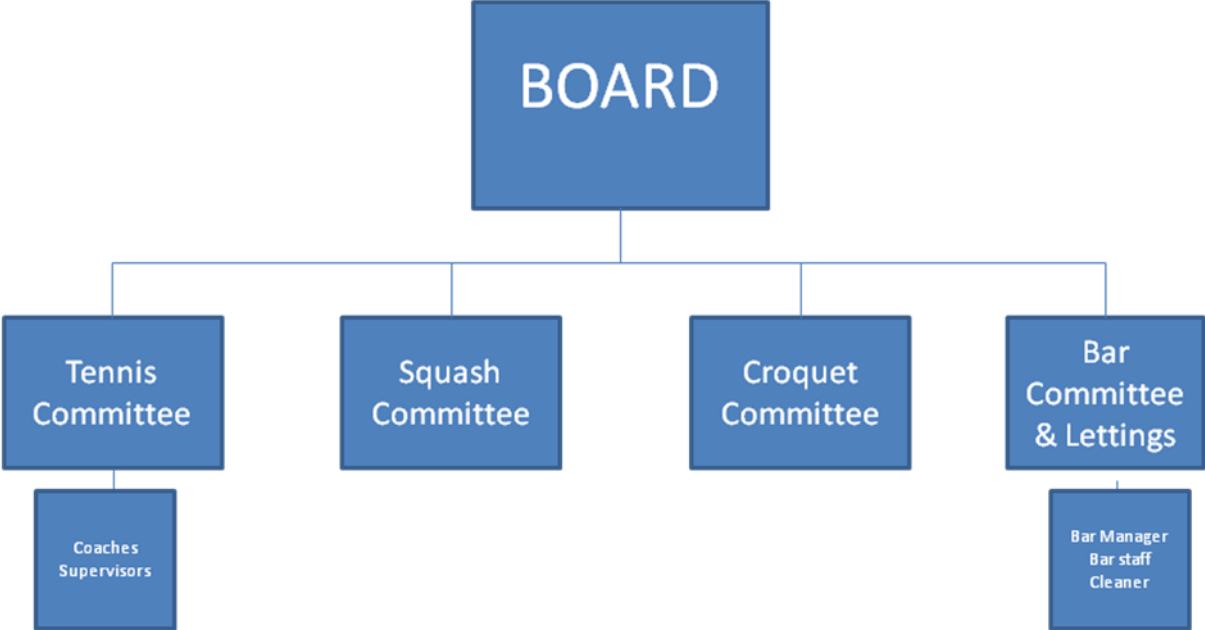 BOARD
Tennis
Committee
Squash
Committee
Croquet
Committee
Bar
Committee
& Lettings
Coaches
Supervisors
Bar Manager
Bar staff
Cleaner